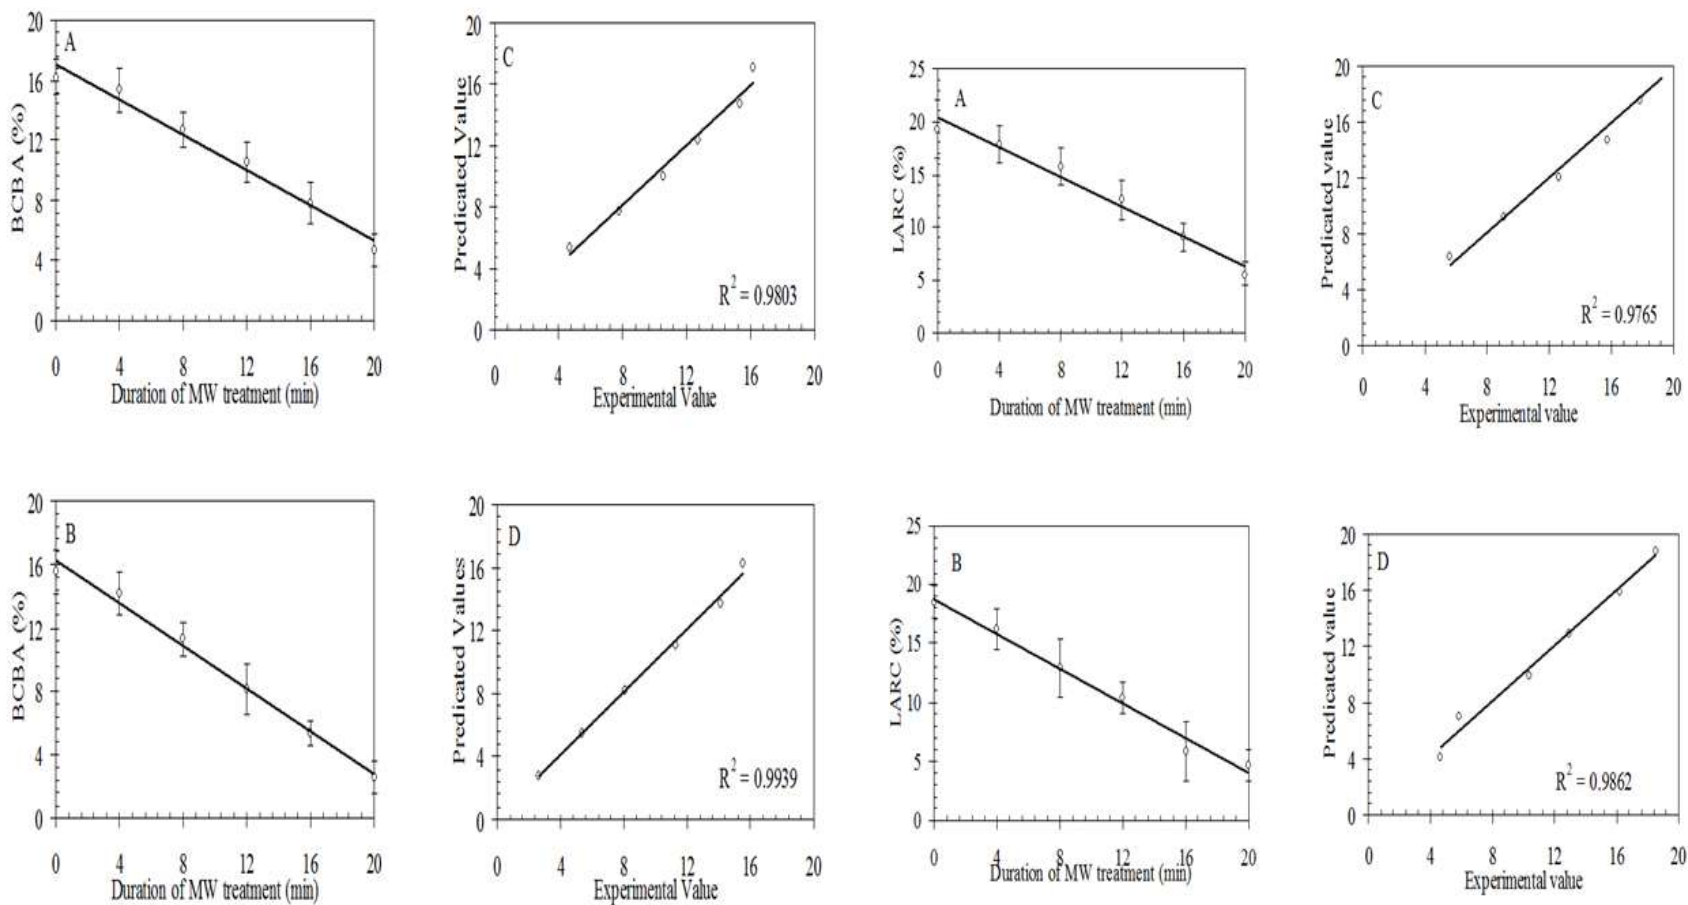 20
16
12
8
4
0
BCBA (%)
A
0 4 8 12 16 20
Duration of MW treatment (min)
20
16
12
8
4
0
Predicated Value
C
R² = 0.9803
0 4 8 12 16 20
Experimental Value
25
20
15
10
5
0
LARC (%)
A
0 4 8 12 16 20
Duration of MW treatment (min)
20
16
12
8
4
0
Predicated value
C
R² = 0.9765
0 4 8 12 16 20
Experimental value
20
16
12
8
4
0
BCBA (%)
B
0 4 8 12 16 20
Duration of MW treatment (min)
20
16
12
8
4
0
Predicated Values
D
R² = 0.9939
0 4 8 12 16 20
Experimental Value
25
20
15
10
5
0
LARC (%)
B
0 4 8 12 16 20
Duration of MW treatment (min)
20
16
12
8
4
0
Predicated value
D
R² = 0.9862
0 4 8 12 16 20
Experimental value